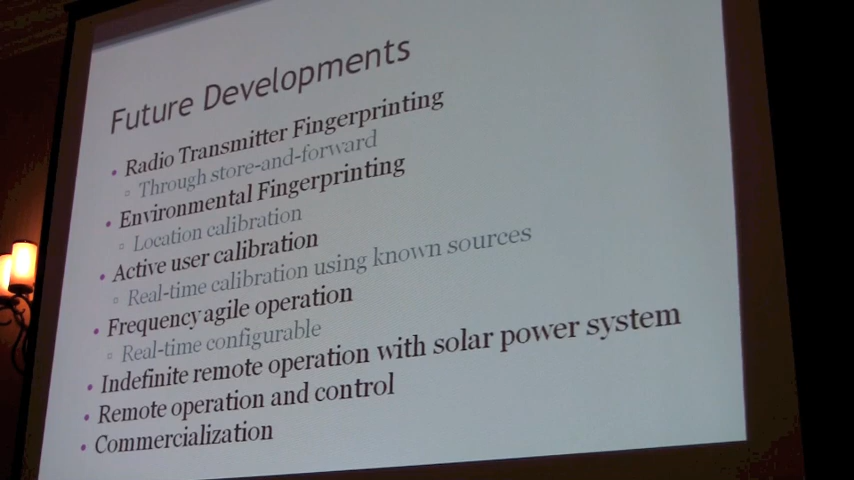 Future Developments
Radio Transmitter Fingerprinting
Through store-and-forward
Environmental Fingerprinting
Location calibration
Active user calibration
Real-time calibration using known sources
Frequency agile operation
Real-time configurable
Indefinite remote operation with solar power system
Remote operation and control
Commercialization